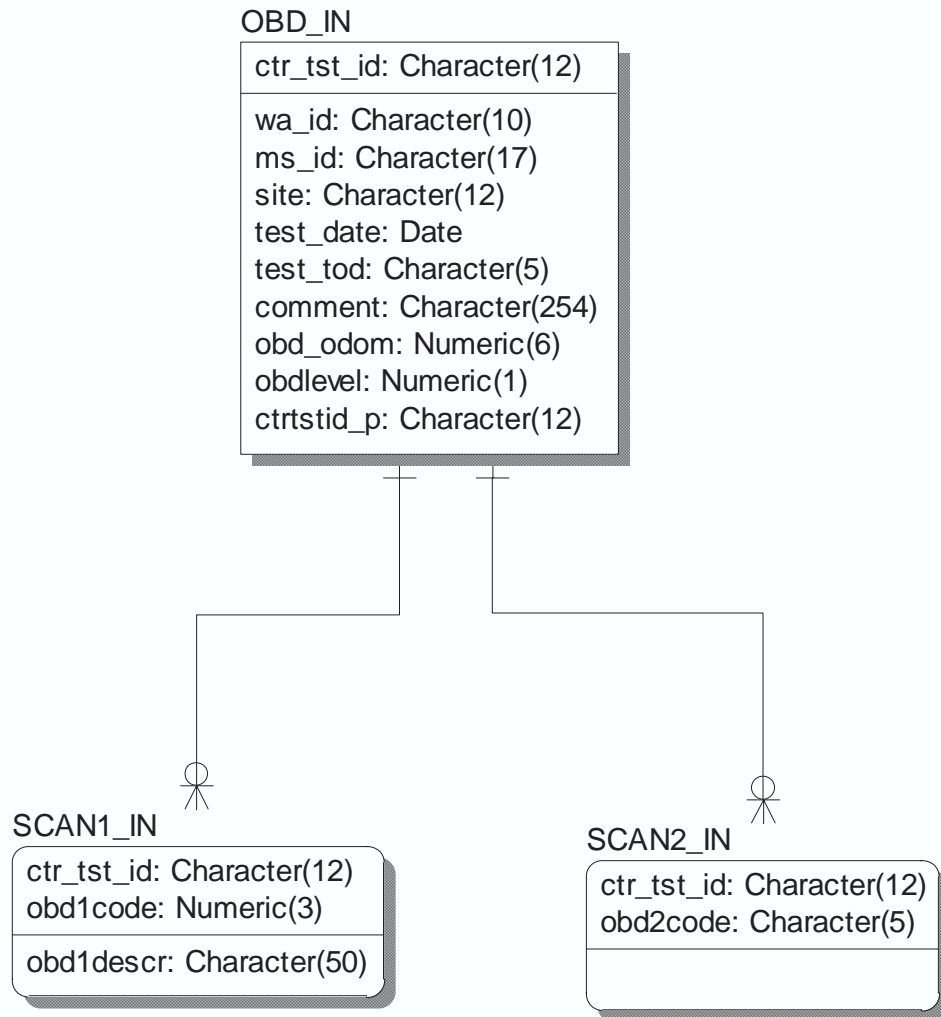 OBD_IN
ctr_tst_id: Character(12)
wa_id: Character(10)
ms_id: Character(17)
site: Character(12)
test_date: Date
test_tod: Character(5)
comment: Character(254)
obd_odom: Numeric(6)
obdlevel: Numeric(1)
ctrtstid_p: Character(12)
SCAN1_IN
ctr_tst_id: Character(12)
obd1code: Numeric(3)
obd1descr: Character(50)
SCAN2_IN
ctr_tst_id: Character(12)
obd2code: Character(5)